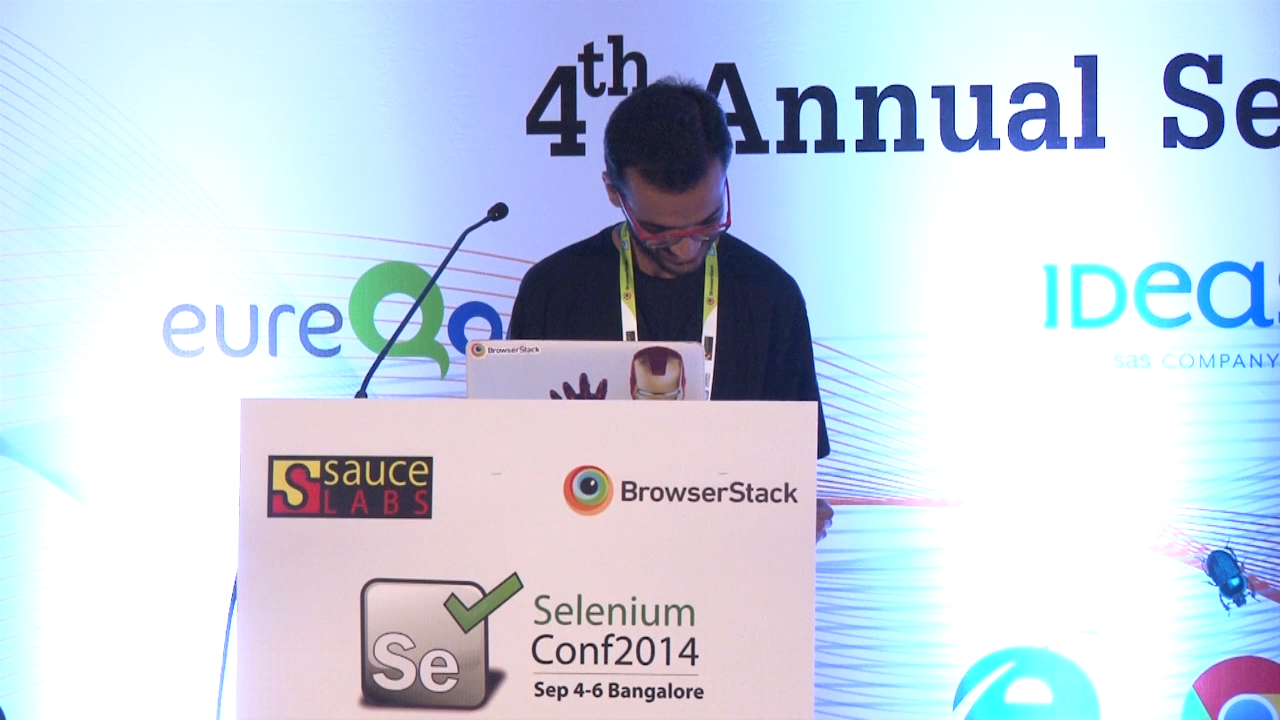 4th Annual Se
eureQa
IDeas
sas COMPANY
BrowserStack
sauce
LABS
BrowserStack
Se
Selenium
Conf2014
Sep 4-6 Bangalore